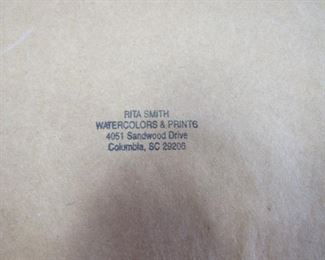 RITA SMITH
WATERCOLORS & PRINTS
4051 Sandwood Drive
Columbia, SC 29206